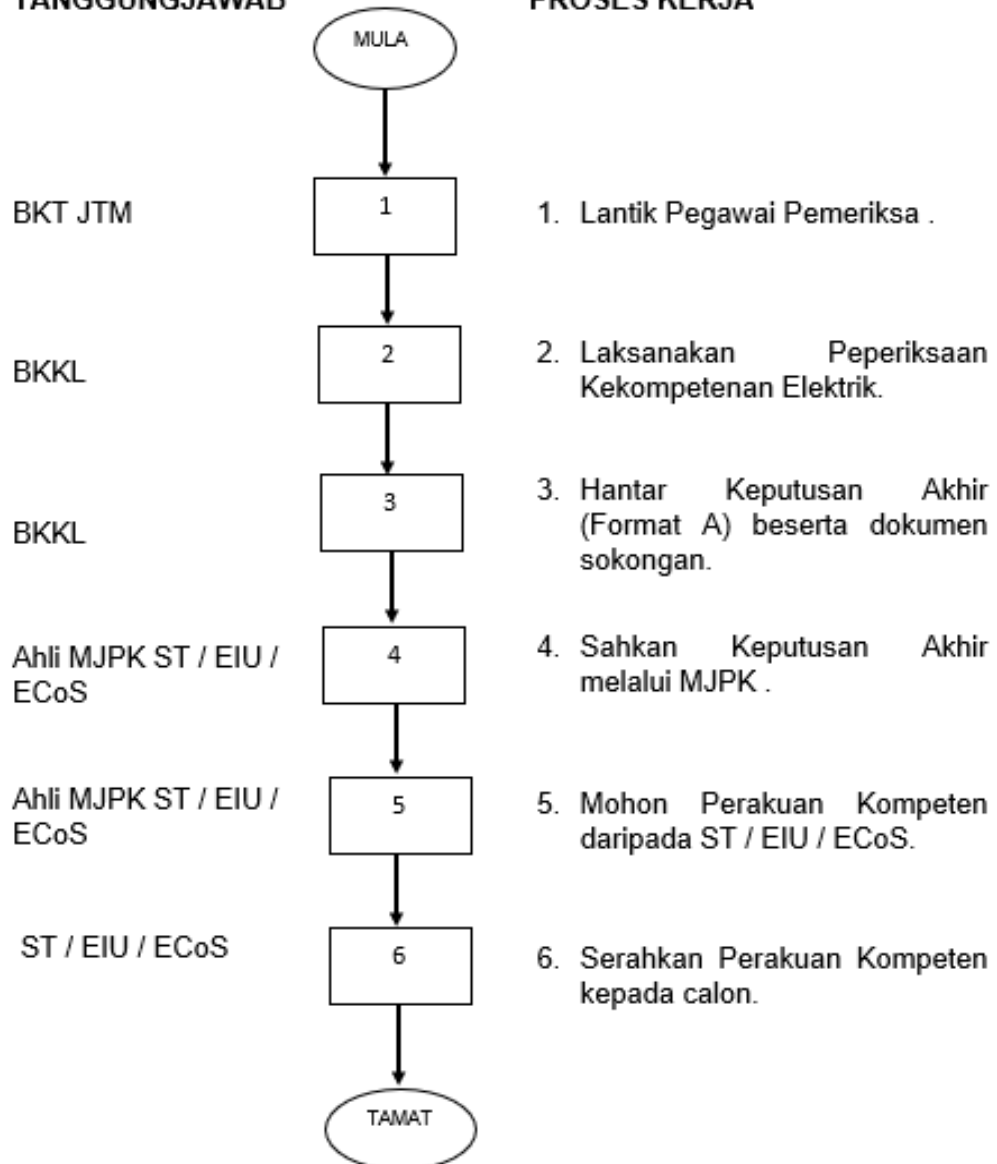 TANGGUNGJAWAB PROSES KERJA
MULA
BKT JTM
1
1. Lantik Pegawai Pemeriksa .
BKKL
2
2. Laksanakan Peperiksaan
Kekompetenan Elektrik.
BKKL
3
3. Hantar Keputusan Akhir
(Format A) beserta dokumen
sokongan.
Ahli MJPK ST / EIU /
ECoS
4
4. Sahkan Keputusan Akhir
melalui MJPK .
Ahli MJPK ST / EIU /
ECoS
5
5. Mohon Perakuan Kompeten
daripada ST / EIU / ECoS.
ST / EIU / ECoS
6
6. Serahkan Perakuan Kompeten
kepada calon.
TAMAT